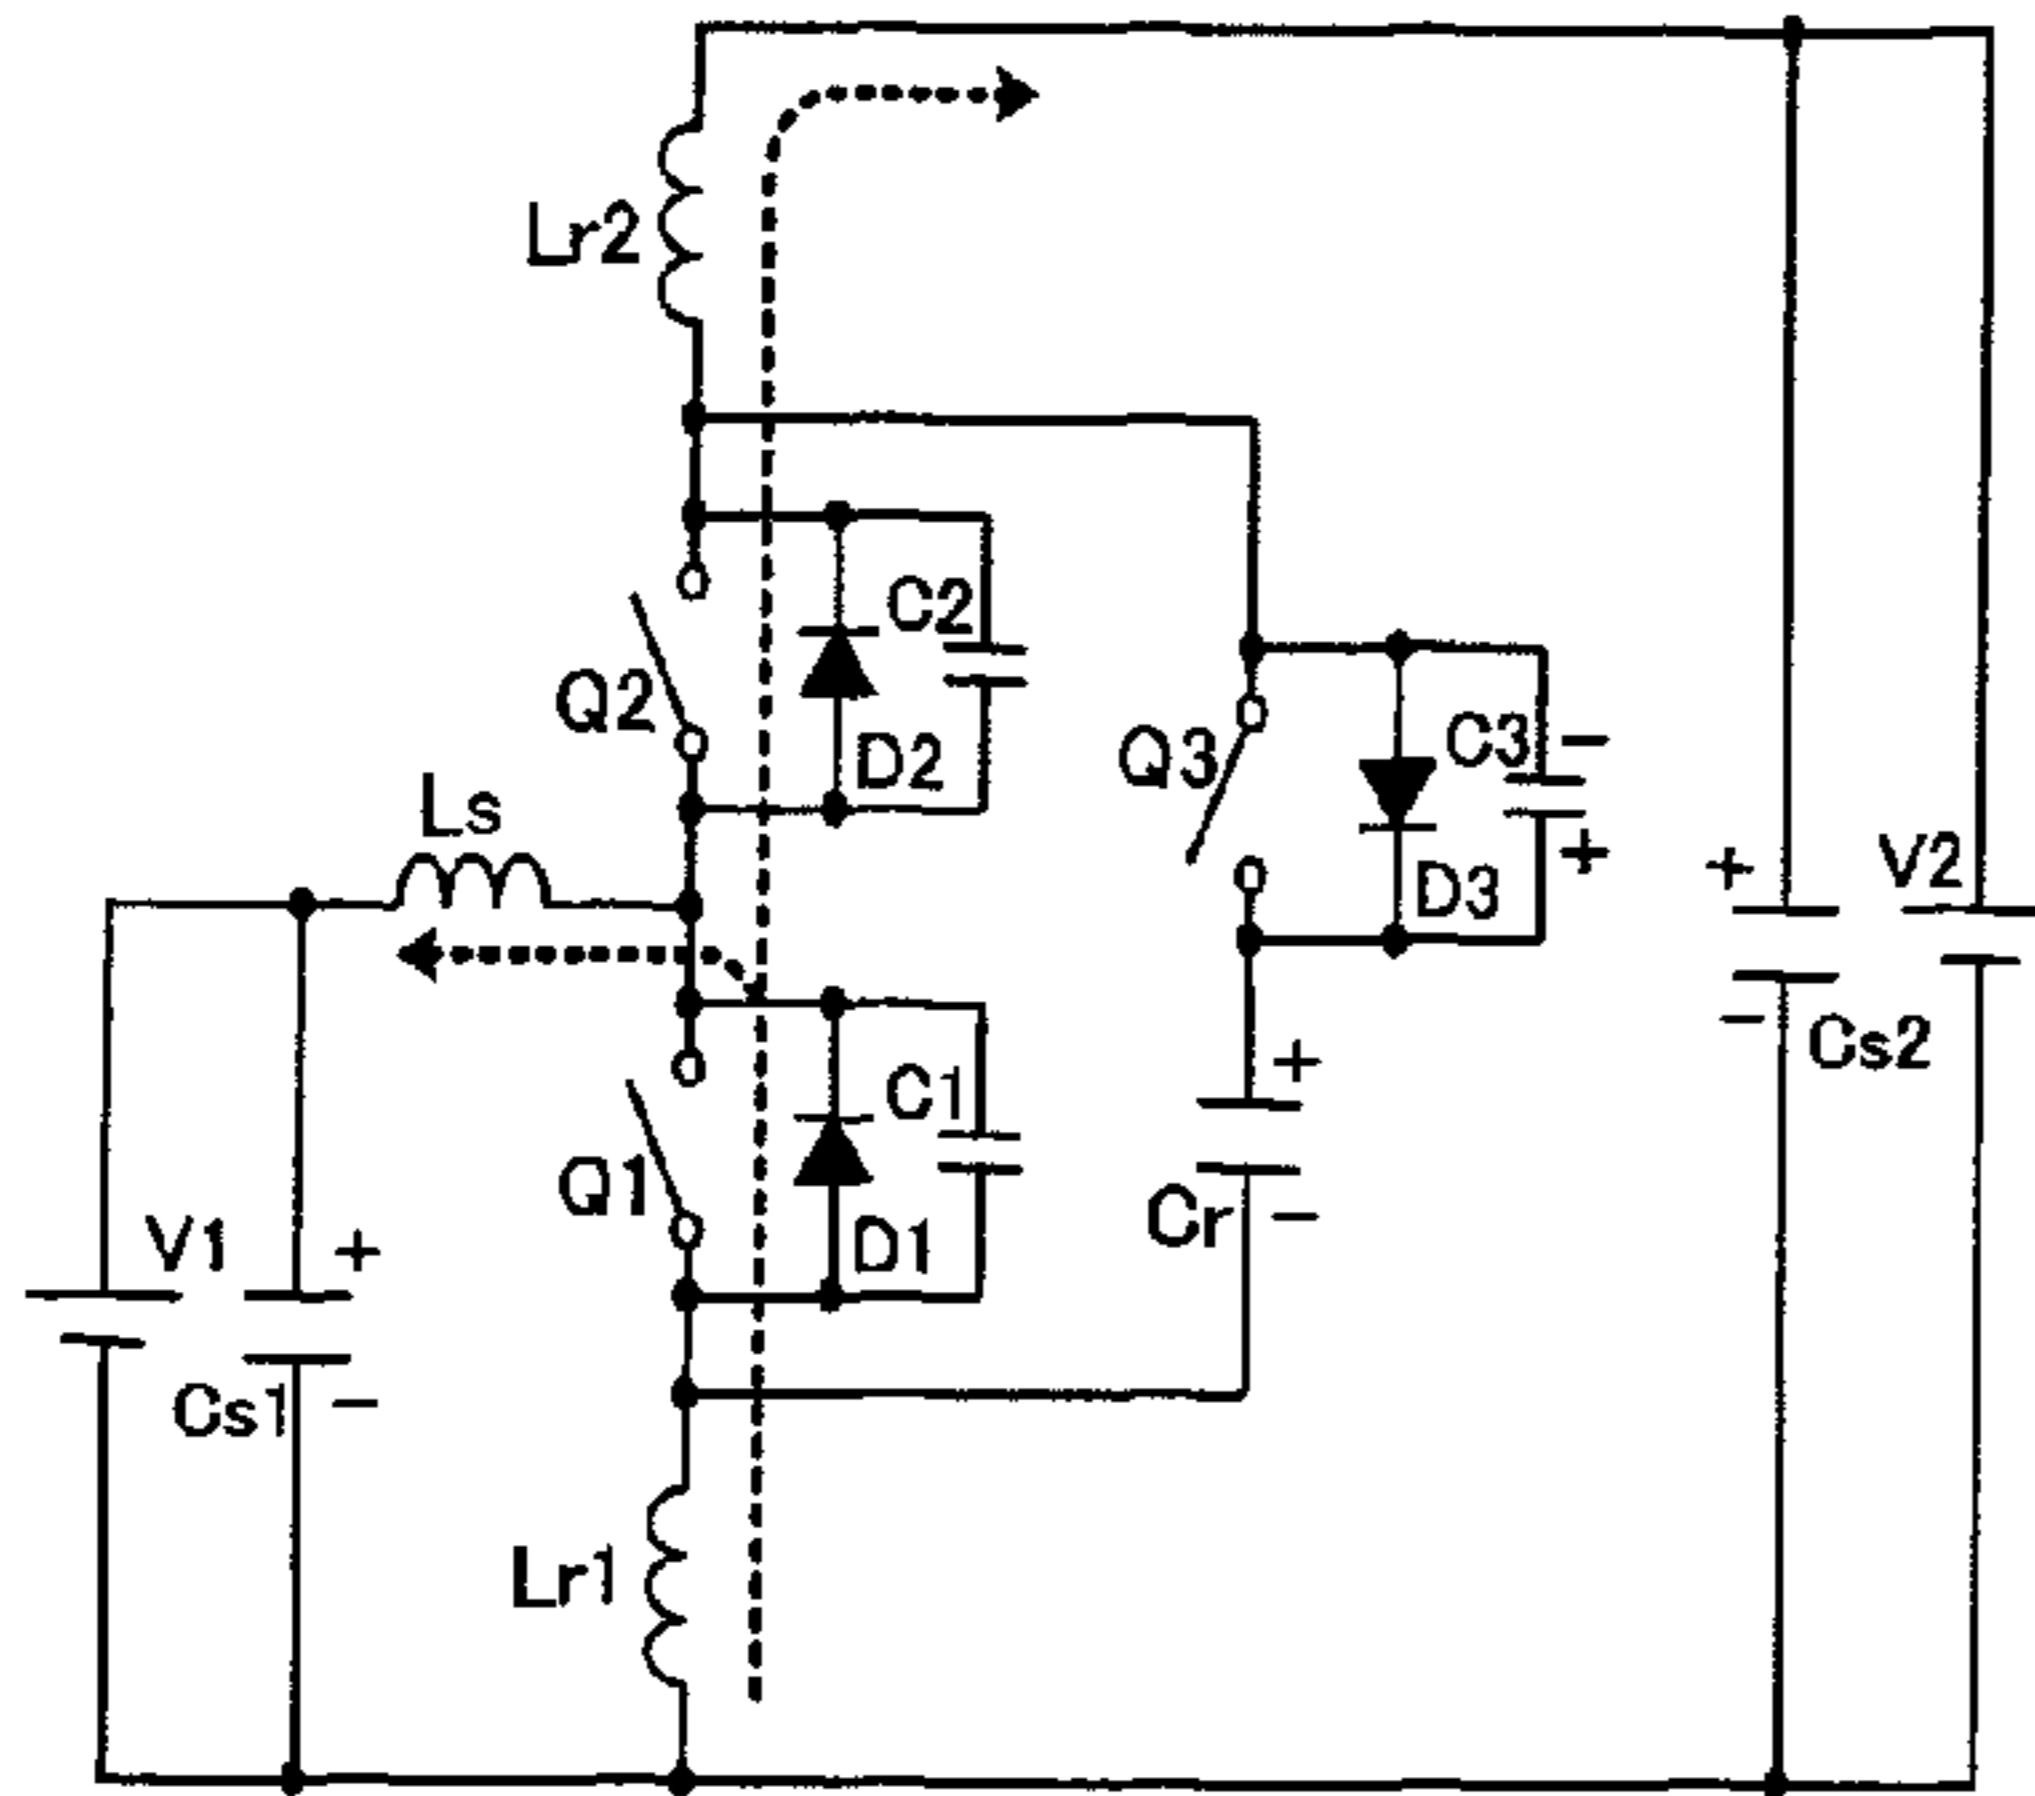 Lr2
C2
Q2
D2
Q3
C3 −
Ls
+
V2
D3
+
−
Cs2
C1
+
Q1
D1
Cr −
V1
+
Cs1 −
Lr1